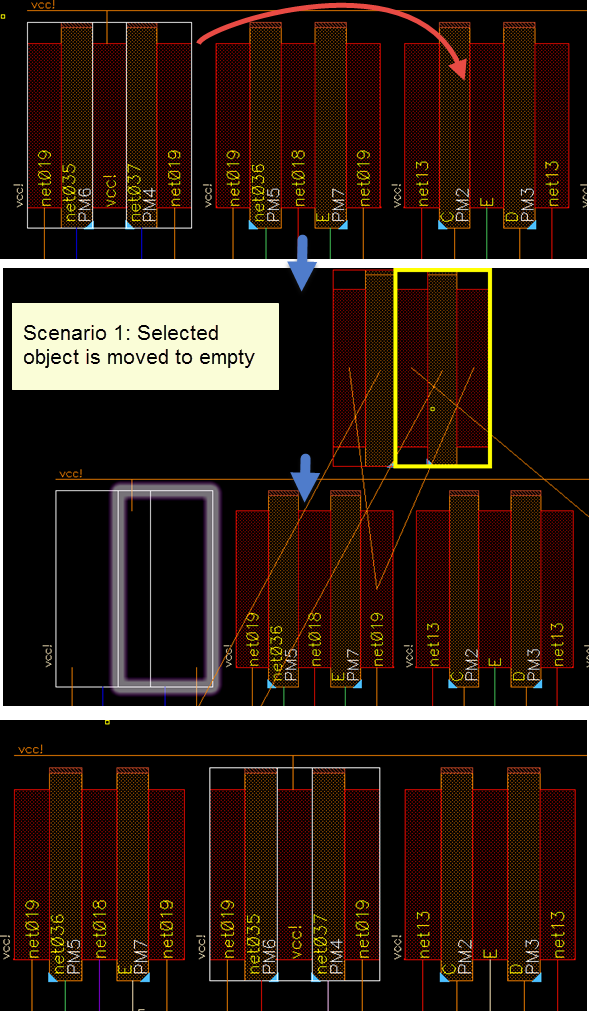 vcc!
vcc!
net019
net035
PM6
vcc!
net037
PM4
net019
vcc!
net019
net036
PM5
net018
E
PM7
net019
vcc!
net13
C
PM2
E
D
PM3
net13
Scenario 1: Selected
object is moved to empty
vcc!
vcc!
vcc!
net019
net036
PM5
net018
E
PM7
net019
vcc!
net13
C
PM2
E
D
PM3
net13
vcc!
vcc!
net019
net036
PM5
net018
E
PM7
net019
vcc!
net019
net035
PM6
vcc!
net037
PM4
net019
vcc!
net13
C
PM2
E
D
PM3
net13